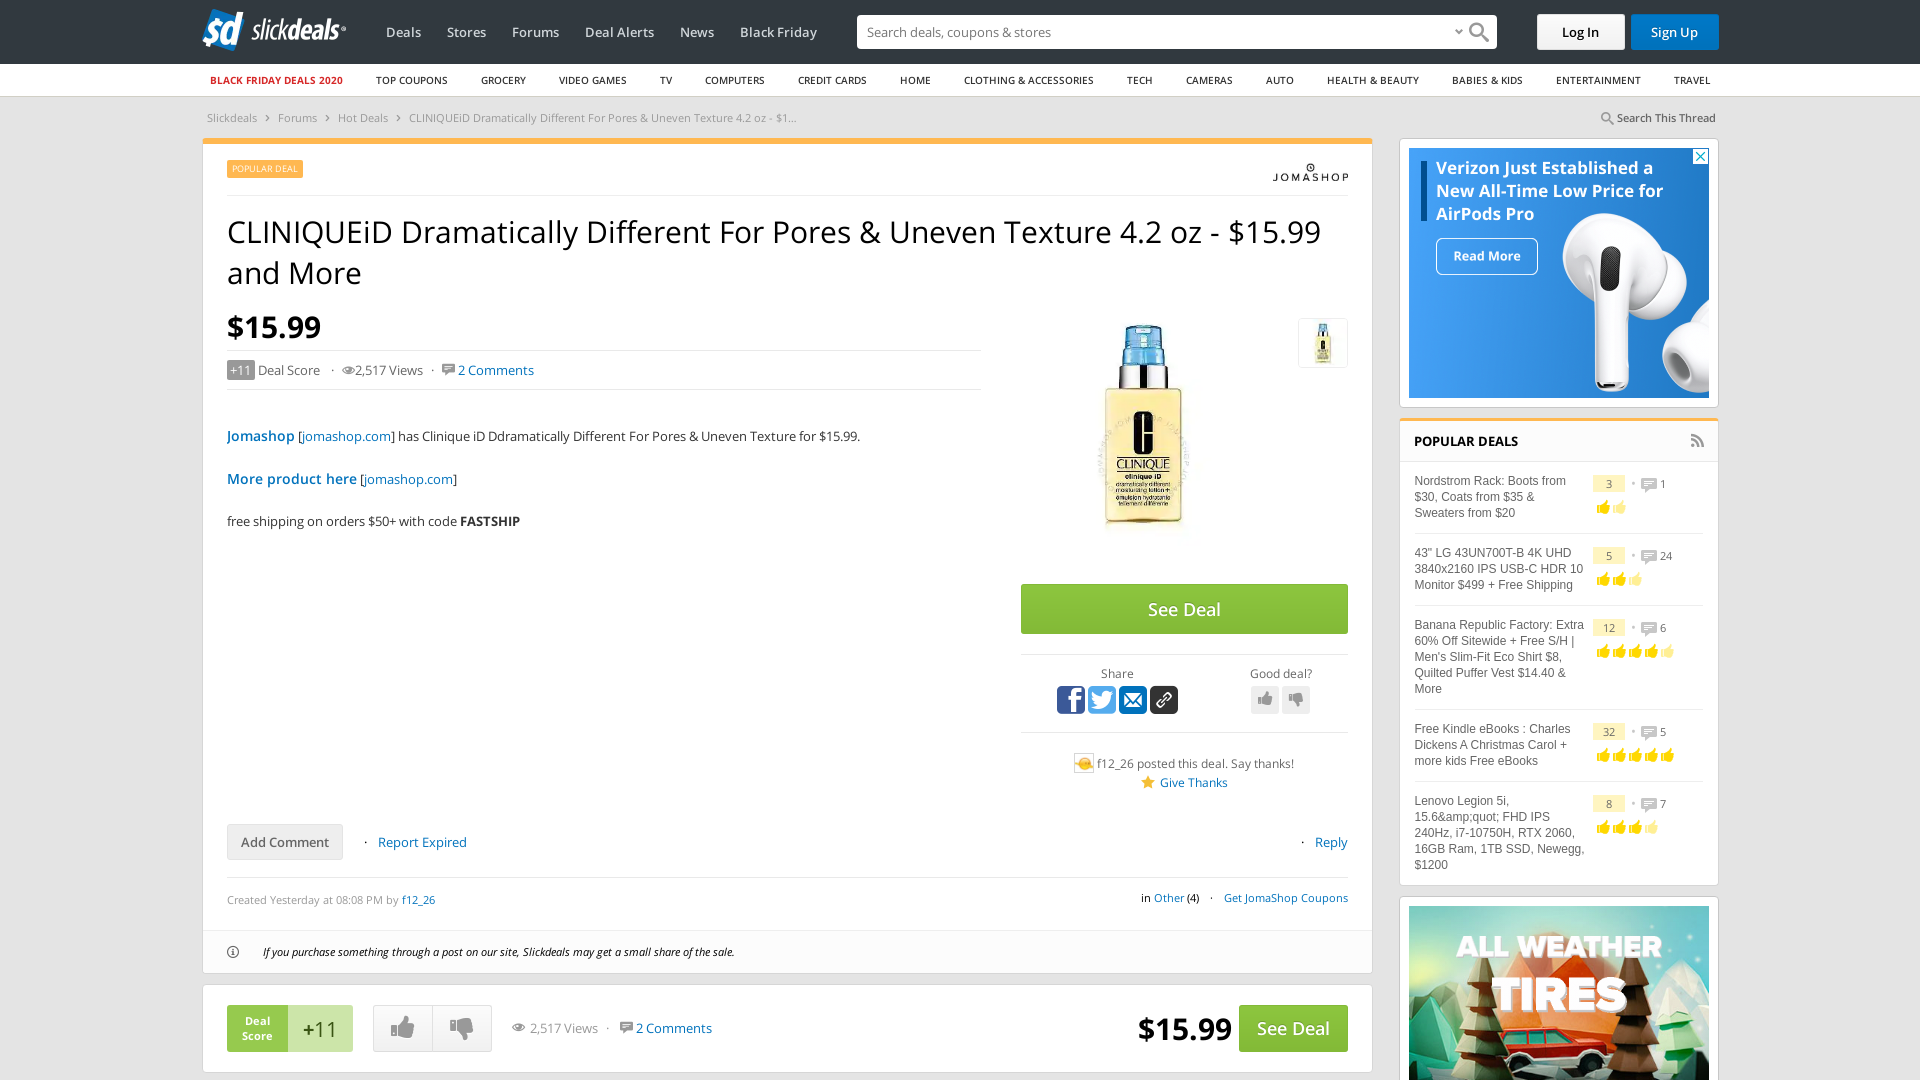 slickdeals
Deals
Stores
Forums
Deal Alerts
News
Black Friday
Search deals, coupons & stores
Log In
Sign Up
BLACK FRIDAY DEALS 2020
TOP COUPONS
GROCERY
VIDEO GAMES
TV
COMPUTERS
CREDIT CARDS
HOME
CLOTHING & ACCESSORIES
TECH
CAMERAS
AUTO
HEALTH & BEAUTY
BABIES & KIDS
ENTERTAINMENT
TRAVEL
Slickdeals › Forums › Hot Deals › CLINIQUEiD Dramatically Different For Pores & Uneven Texture 4.2 oz - $1...
Search This Thread
POPULAR DEAL
JOMASHOP
CLINIQUEiD Dramatically Different For Pores & Uneven Texture 4.2 oz - $15.99
and More
$15.99
+11 Deal Score · 2,517 Views · 2 Comments
Jomashop [jomashop.com] has Clinique iD Ddramatically Different For Pores & Uneven Texture for $15.99.
More product here [jomashop.com]
free shipping on orders $50+ with code FASTSHIP
CLINIQUE
clinique iD
dramatically different
moisturizing lotion+
émulsion hydratante
tellement différente
See Deal
Share
Good deal?
f12_26 posted this deal. Say thanks!
Give Thanks
Add Comment
· Report Expired
· Reply
Created Yesterday at 08:08 PM by f12_26
in Other (4) · Get JomaShop Coupons
If you purchase something through a post on our site, Slickdeals may get a small share of the sale.
Deal
Score
+11
2,517 Views · 2 Comments
$15.99
See Deal
Verizon Just Established a
New All-Time Low Price for
AirPods Pro
Read More
POPULAR DEALS
Nordstrom Rack: Boots from
$30, Coats from $35 &
Sweaters from $20
3 • 1
43" LG 43UN700T-B 4K UHD
3840x2160 IPS USB-C HDR 10
Monitor $499 + Free Shipping
5 • 24
Banana Republic Factory: Extra
60% Off Sitewide + Free S/H |
Men's Slim-Fit Eco Shirt $8,
Quilted Puffer Vest $14.40 &
More
12 • 6
Free Kindle eBooks : Charles
Dickens A Christmas Carol +
more kids Free eBooks
32 • 5
Lenovo Legion 5i,
15.6&amp;quot; FHD IPS
240Hz, i7-10750H, RTX 2060,
16GB Ram, 1TB SSD, Newegg,
$1200
8 • 7
ALL WEATHER
TIRES